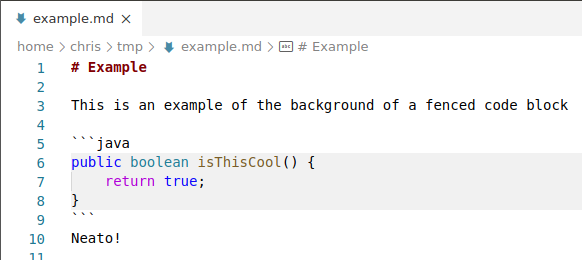 example.md ×
home > chris > tmp > example.md > abc # Example
1 # Example
2
3 This is an example of the background of a fenced code block
4
5 ```java
6 public boolean isThisCool() {
7     return true;
8 }
9 ```
10 Neato!
11